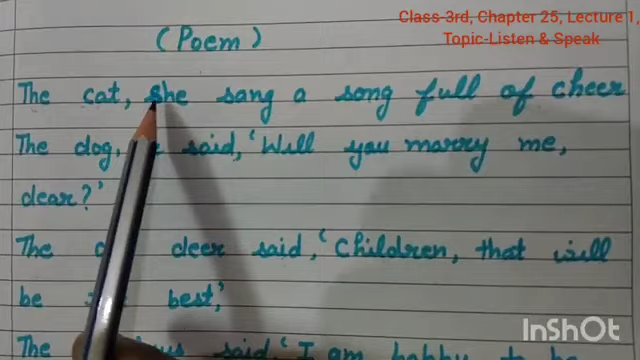 Class-3rd, Chapter 25, Lecture 1,
Topic-Listen & Speak
(Poem)
The cat, she sang a song full of cheer
The dog, said, 'Will you marry me,
dear?'
The deer said, 'Children, that will
be best,'
The said, 'I am happy to
InShOt